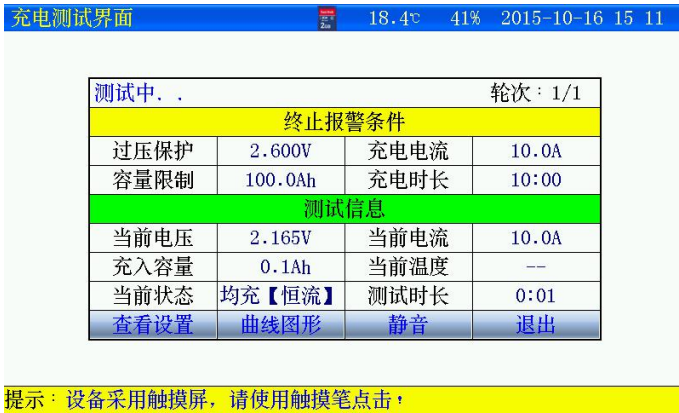 充电测试界面 SanDisk 2GB 18.4℃ 41% 2015-10-16 15 11
测试中．． 轮次：1/1
终止报警条件
过压保护 2.600V 充电电流 10.0A
容量限制 100.0Ah 充电时长 10:00
测试信息
当前电压 2.165V 当前电流 10.0A
充入容量 0.1Ah 当前温度 --
当前状态 均充【恒流】 测试时长 0:01
查看设置 曲线图形 静音 退出
提示：设备采用触摸屏，请使用触摸笔点击！